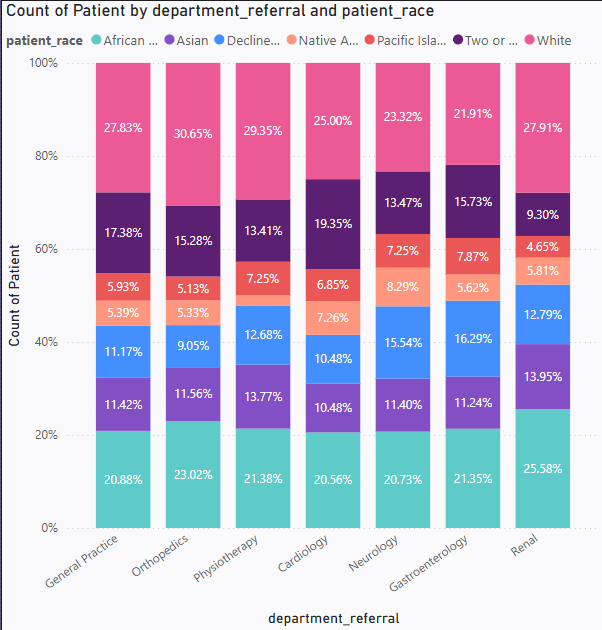 Count of Patient by department_referral and patient_race
patient_race African ... Asian Decline... Native A... Pacific Isla... Two or ... White
100%
80%
60%
40%
20%
0%
Count of Patient
27.83% 30.65% 29.35% 25.00% 23.32% 21.91% 27.91%
17.38% 15.28% 13.41% 19.35% 13.47% 15.73% 9.30%
5.93% 5.13% 7.25% 6.85% 7.25% 7.87% 4.65%
5.39% 5.33% 7.26% 8.29% 5.62% 5.81%
11.17% 9.05% 12.68% 10.48% 15.54% 16.29% 12.79%
11.42% 11.56% 13.77% 10.48% 11.40% 11.24% 13.95%
20.88% 23.02% 21.38% 20.56% 20.73% 21.35% 25.58%
General Practice
Orthopedics
Physiotherapy
Cardiology
Neurology
Gastroenterology
Renal
department_referral